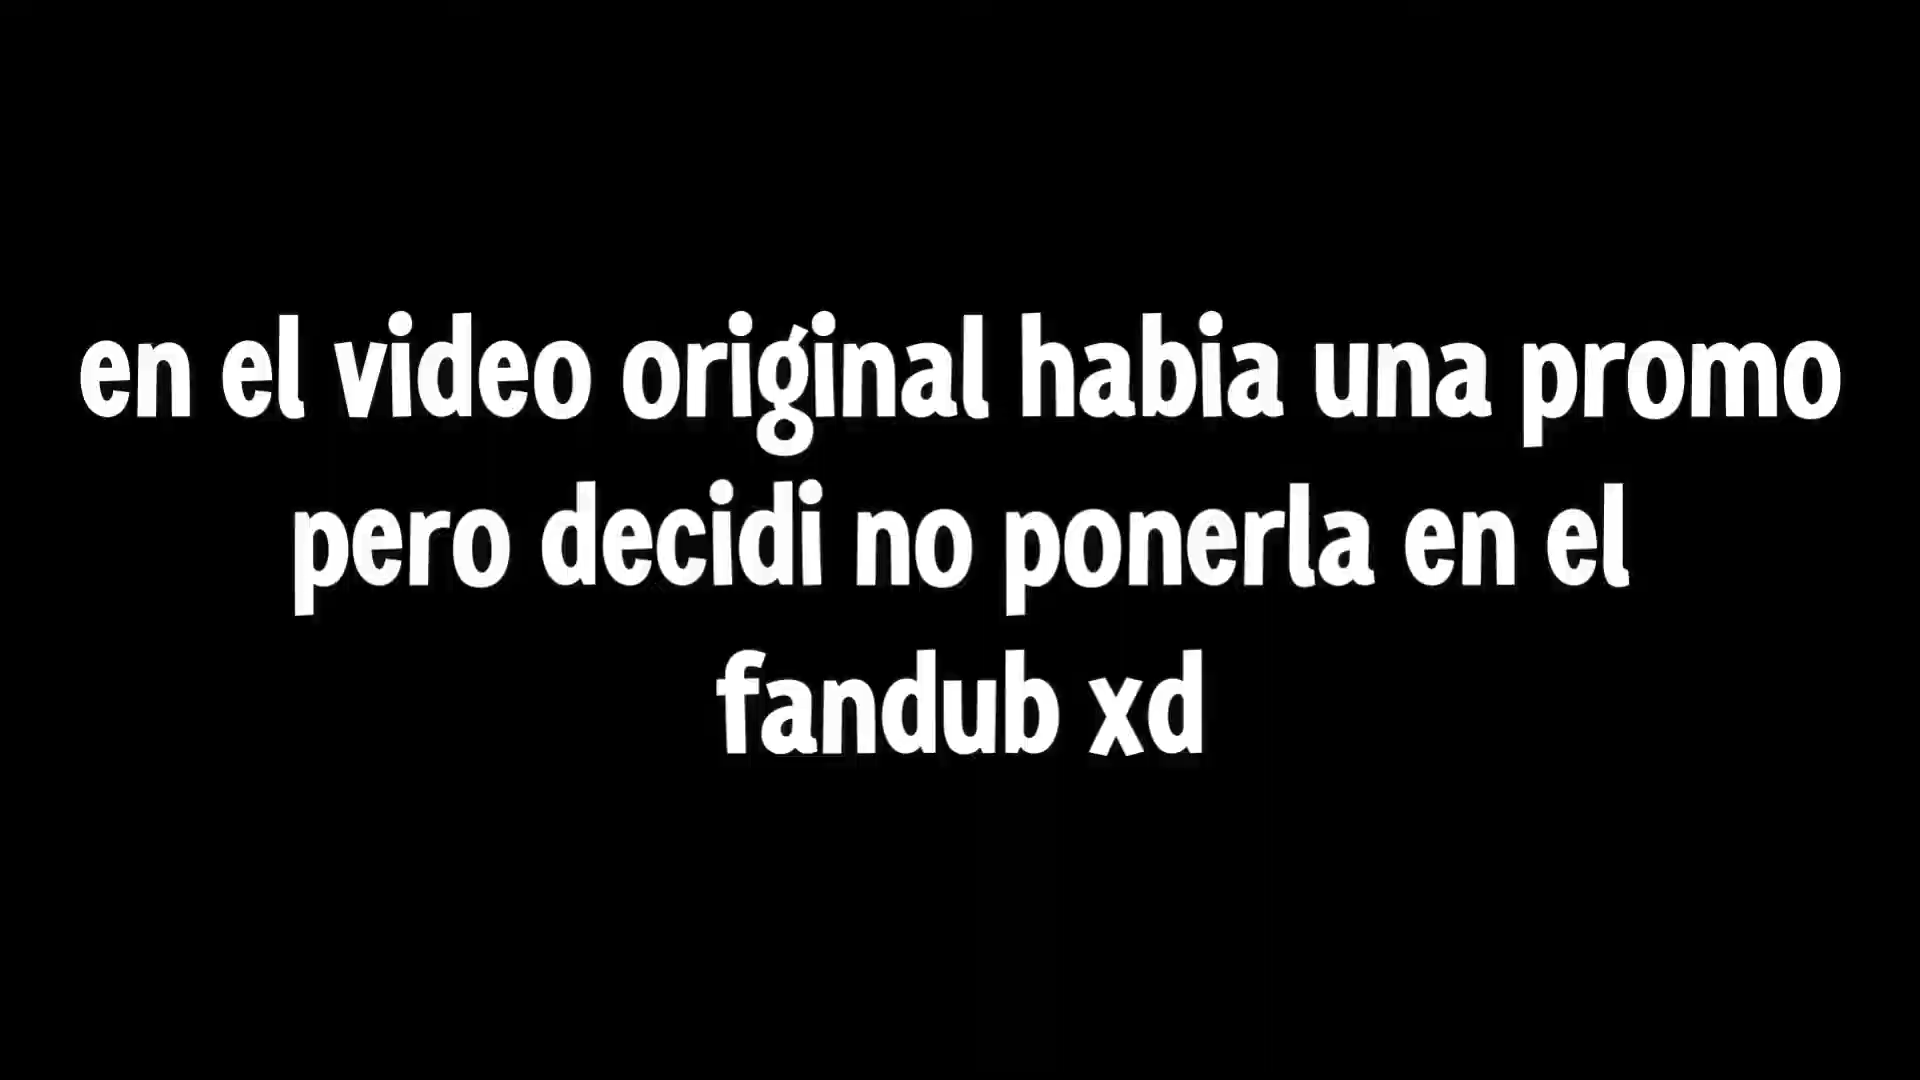 en el video original habia una promo
pero decidi no ponerla en el
fandub xd